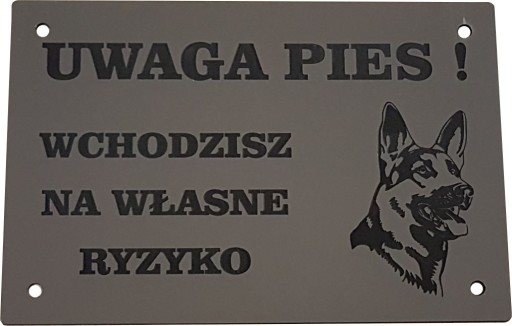 UWAGA PIES !
WCHODZISZ
NA WŁASNE
RYZYKO